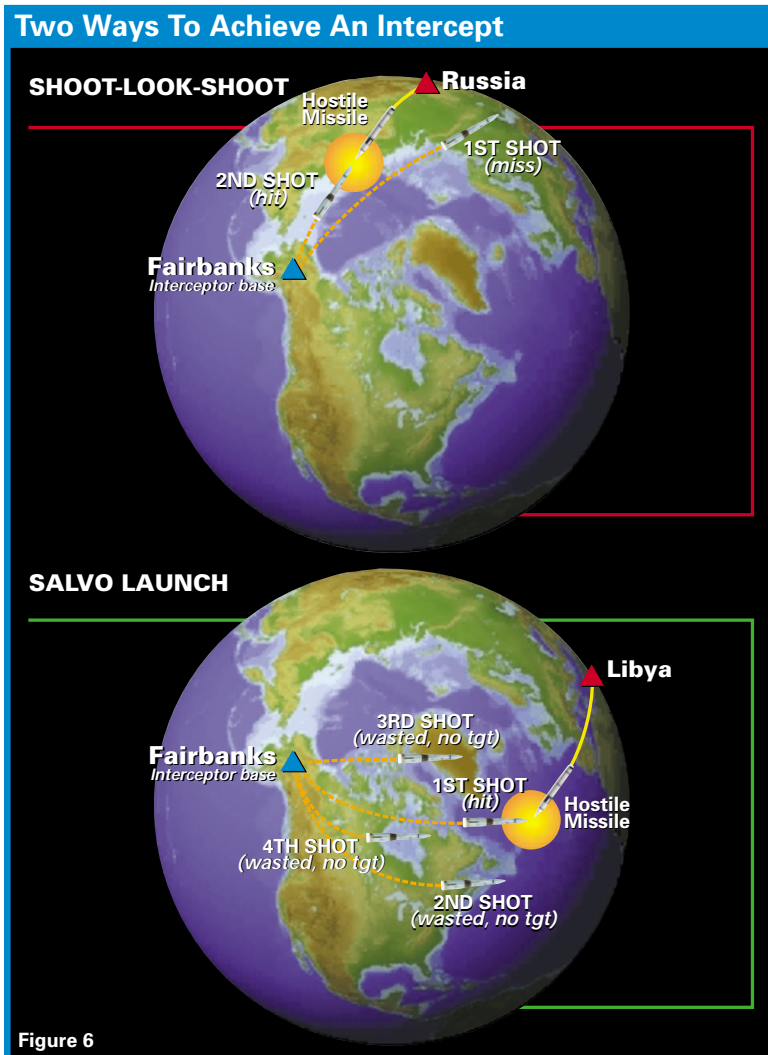 Two Ways To Achieve An Intercept
SHOOT-LOOK-SHOOT
Russia
Hostile
Missile
1ST SHOT
(miss)
2ND SHOT
(hit)
Fairbanks
Interceptor base
SALVO LAUNCH
Libya
3RD SHOT
(wasted, no tgt)
Fairbanks
Interceptor base
1ST SHOT
(hit)
Hostile
Missile
4TH SHOT
(wasted, no tgt)
2ND SHOT
(wasted, no tgt)
Figure 6